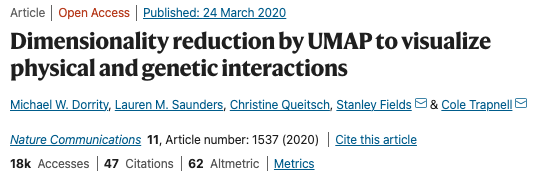 Article | Open Access | Published: 24 March 2020
Dimensionality reduction by UMAP to visualize
physical and genetic interactions
Michael W. Dorrity, Lauren M. Saunders, Christine Queitsch, Stanley Fields & Cole Trapnell
Nature Communications 11, Article number: 1537 (2020) | Cite this article
18k Accesses | 47 Citations | 62 Altmetric | Metrics